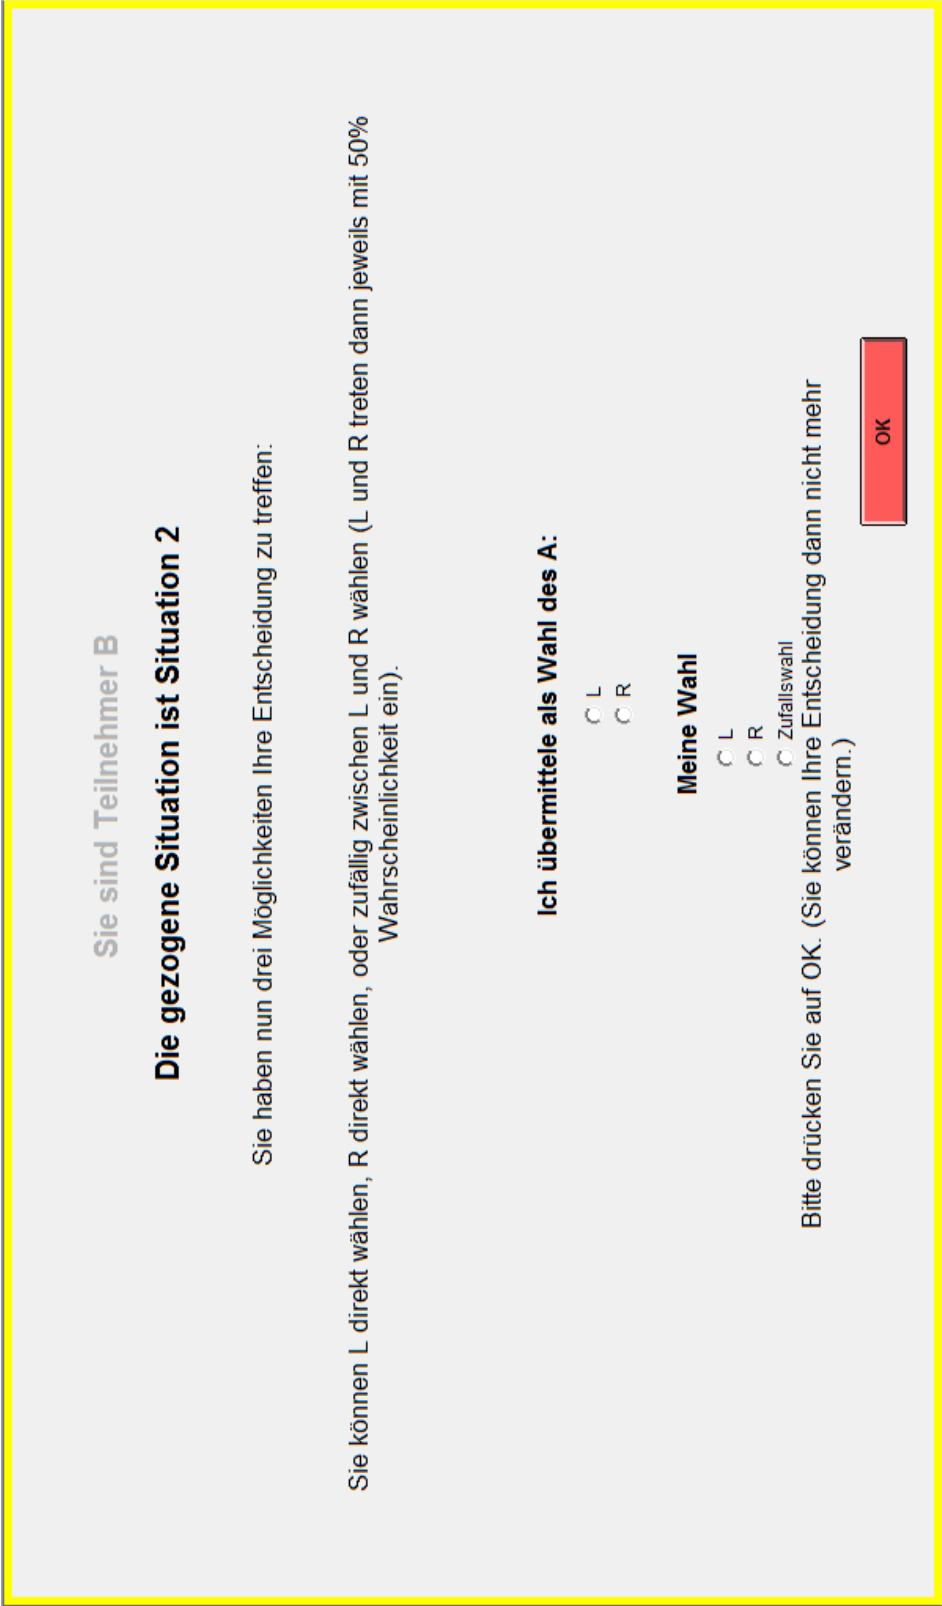 Sie sind Teilnehmer B
Die gezogene Situation ist Situation 2
Sie haben nun drei Möglichkeiten Ihre Entscheidung zu treffen:
Sie können L direkt wählen, R direkt wählen, oder zufällig zwischen L und R wählen (L und R treten dann jeweils mit 50%
Wahrscheinlichkeit ein).
Ich übermittele als Wahl des A:
L
R
Meine Wahl
L
R
Zufallswahl
Bitte drücken Sie auf OK. (Sie können Ihre Entscheidung dann nicht mehr
verändern.)
OK